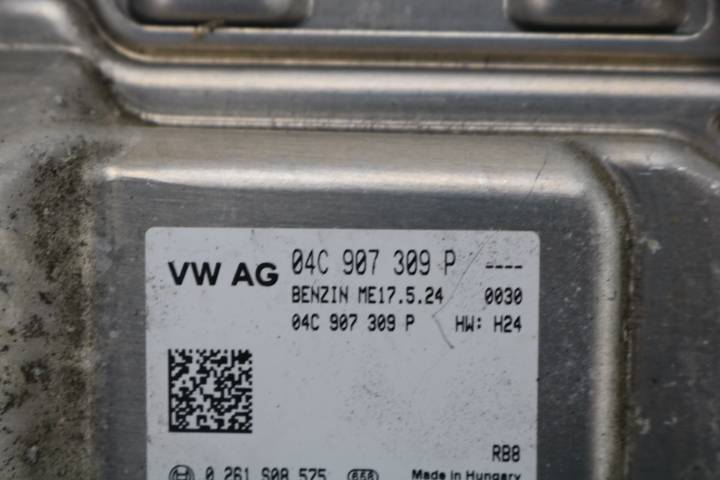 VW AG 04C 907 309 P ----
BENZIN ME17.5.24 0030
04C 907 309 P HW: H24
RB8
0 261 S08 575 Made in Hungary